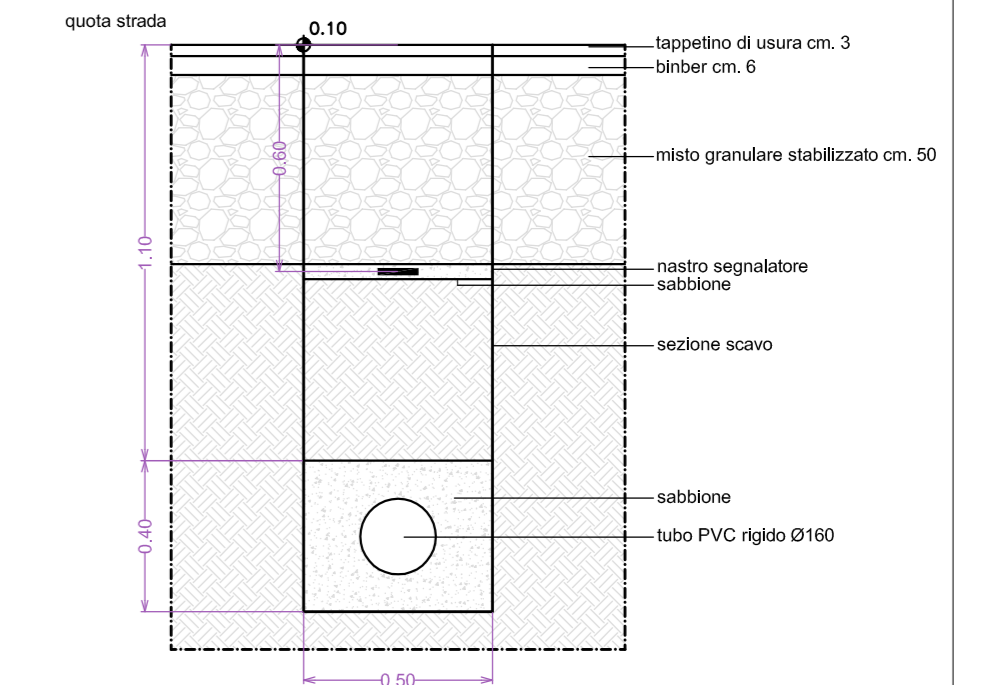 quota strada
0.10
tappetino di usura cm. 3
binber cm. 6
0.60
misto granulare stabilizzato cm. 50
1.10
nastro segnalatore
sabbione
sezione scavo
sabbione
0.40
tubo PVC rigido Ø160
0.50